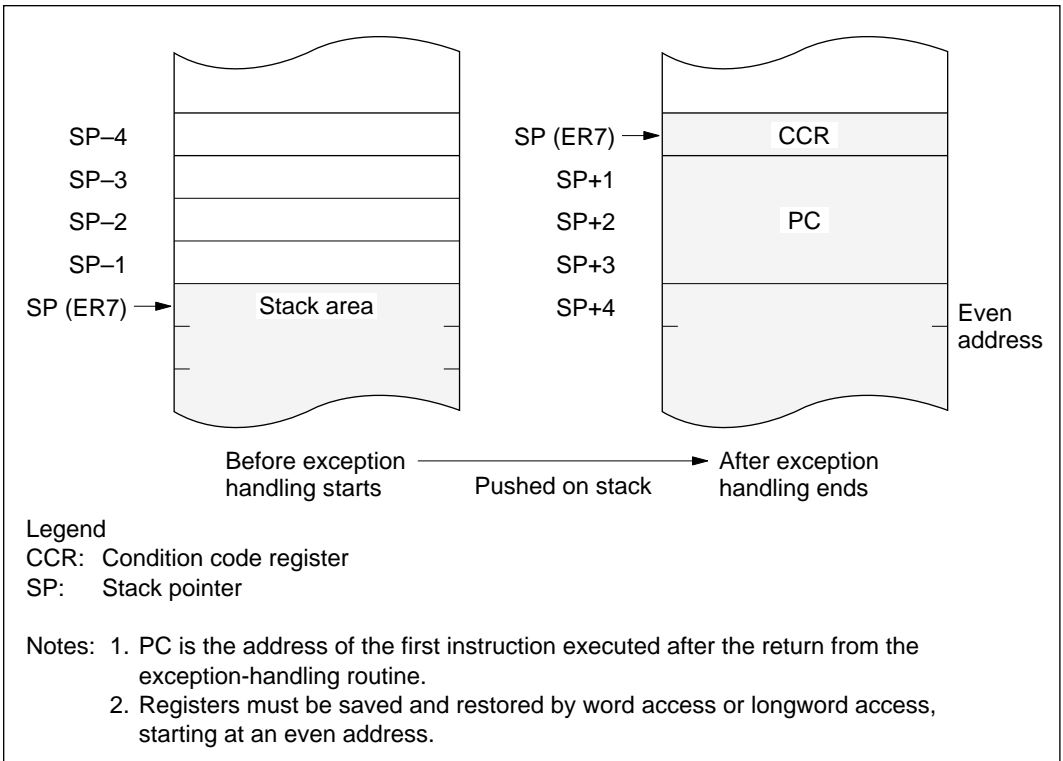 SP–4
SP–3
SP–2
SP–1
SP (ER7)
Stack area
SP (ER7)
SP+1
SP+2
SP+3
SP+4
CCR
PC
Even
address
Before exception
handling starts
Pushed on stack
After exception
handling ends
Legend
CCR: Condition code register
SP: Stack pointer
Notes: 1. PC is the address of the first instruction executed after the return from the
exception-handling routine.
2. Registers must be saved and restored by word access or longword access,
starting at an even address.